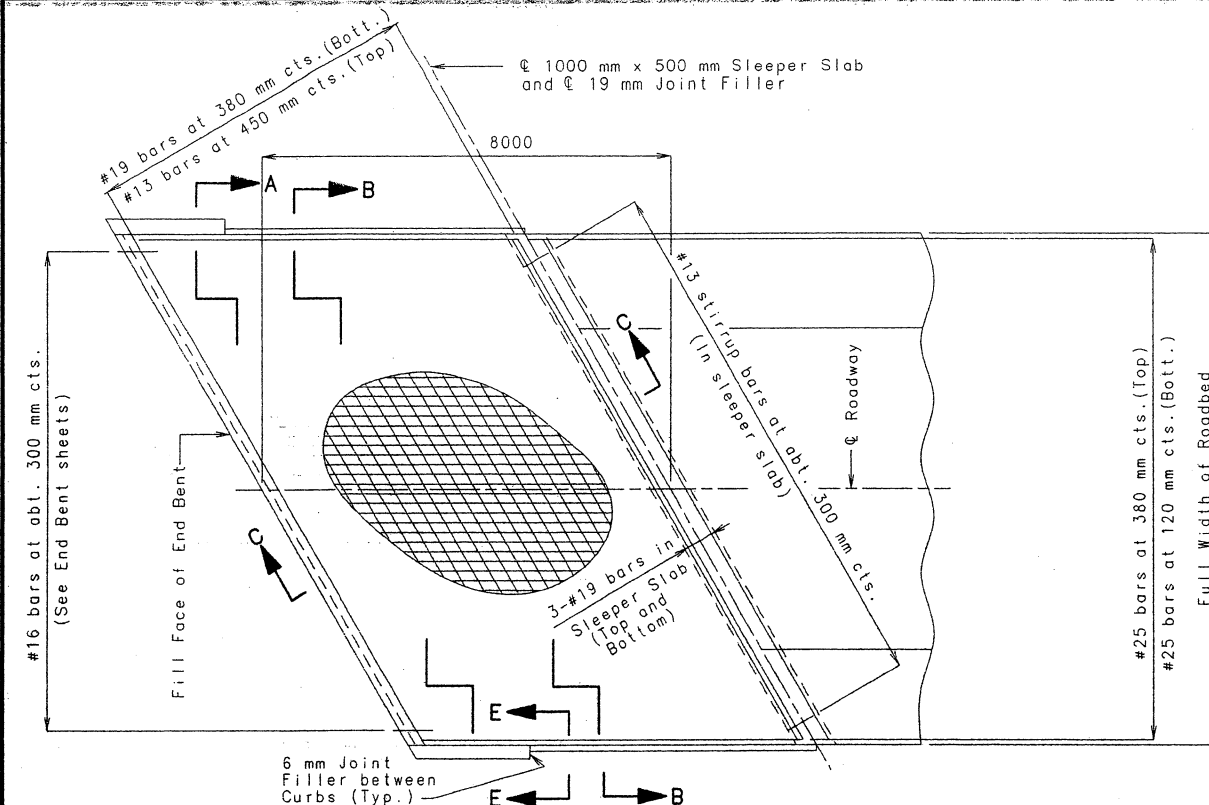 #19 bars at 380 mm cts.(Bott.)
#13 bars at 450 mm cts.(Top)
℄ 1000 mm x 500 mm Sleeper Slab
and ℄ 19 mm Joint Filler
8000
A
B
#16 bars at abt. 300 mm cts.
(See End Bent sheets)
Fill Face of End Bent
C
C
#13 stirrup bars at abt. 300 mm cts.
(In sleeper slab)
℄ Roadway
3-#19 bars in
Sleeper Slab
(Top and
Bottom)
#25 bars at 380 mm cts.(Top)
#25 bars at 120 mm cts.(Bott.)
Full Width of Roadbed
E
6 mm Joint
Filler between
Curbs (Typ.)
E
B